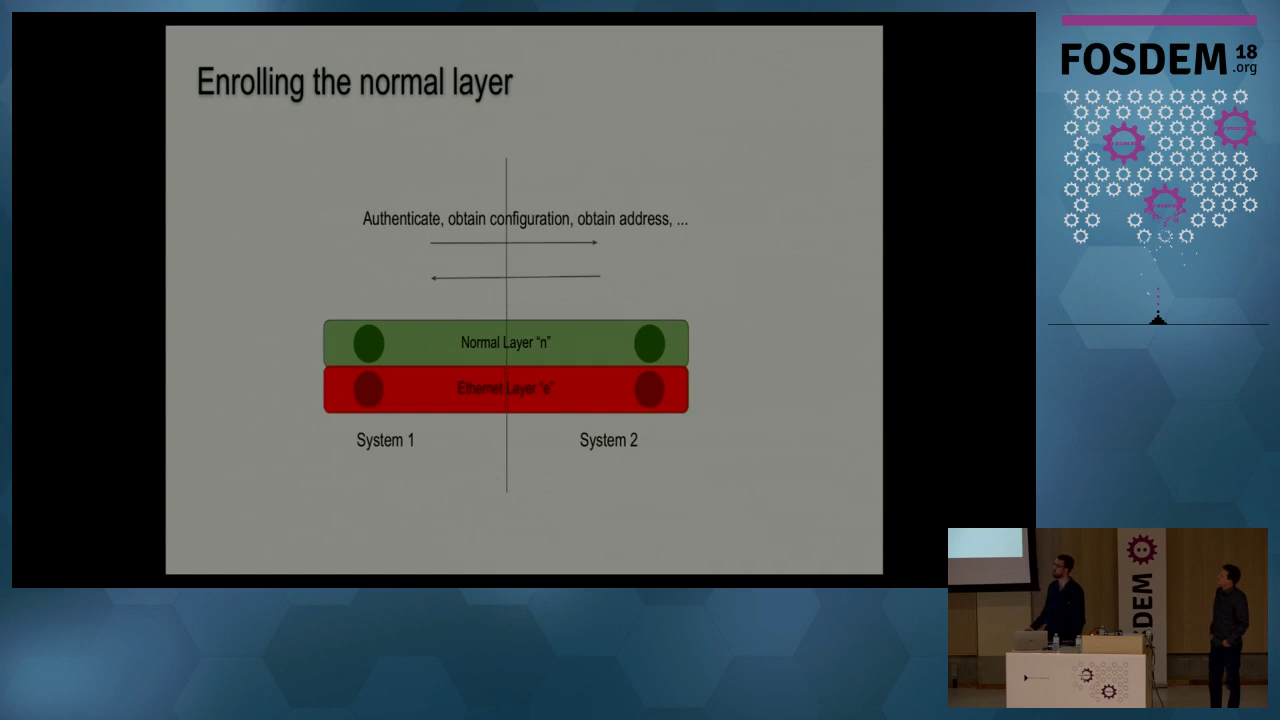 Enrolling the normal layer
Authenticate, obtain configuration, obtain address, ...
Normal Layer “n”
Ethernet Layer “e”
System 1
System 2
FOSDEM 18
.org
DEM